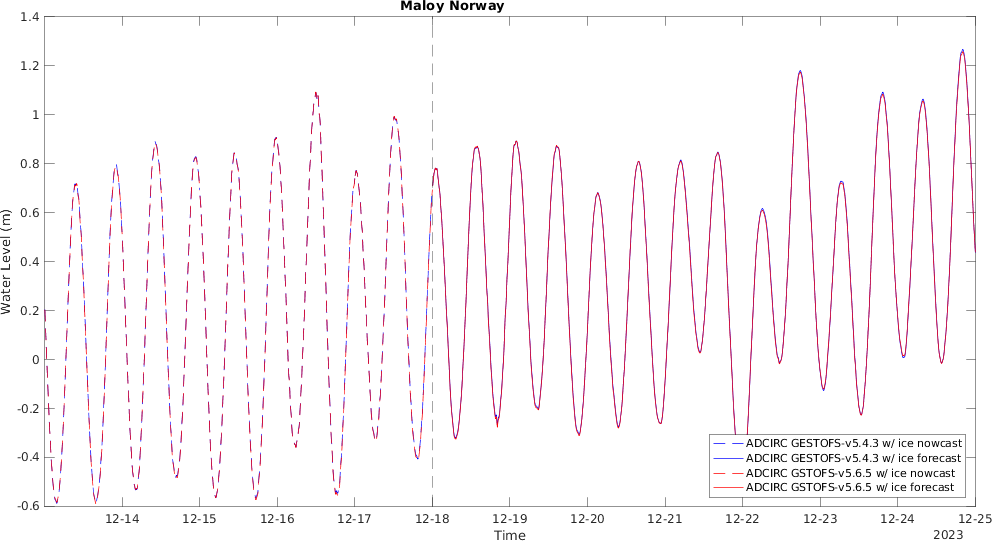 Maloy Norway
1.4
1.2
1
0.8
0.6
0.4
0.2
0
-0.2
-0.4
-0.6
Water Level (m)
ADCIRC GESTOFS-v5.4.3 w/ ice nowcast
ADCIRC GESTOFS-v5.4.3 w/ ice forecast
ADCIRC GSTOFS-v5.6.5 w/ ice nowcast
ADCIRC GSTOFS-v5.6.5 w/ ice forecast
12-14 12-15 12-16 12-17 12-18 12-19 12-20 12-21 12-22 12-23 12-24 12-25
Time
2023